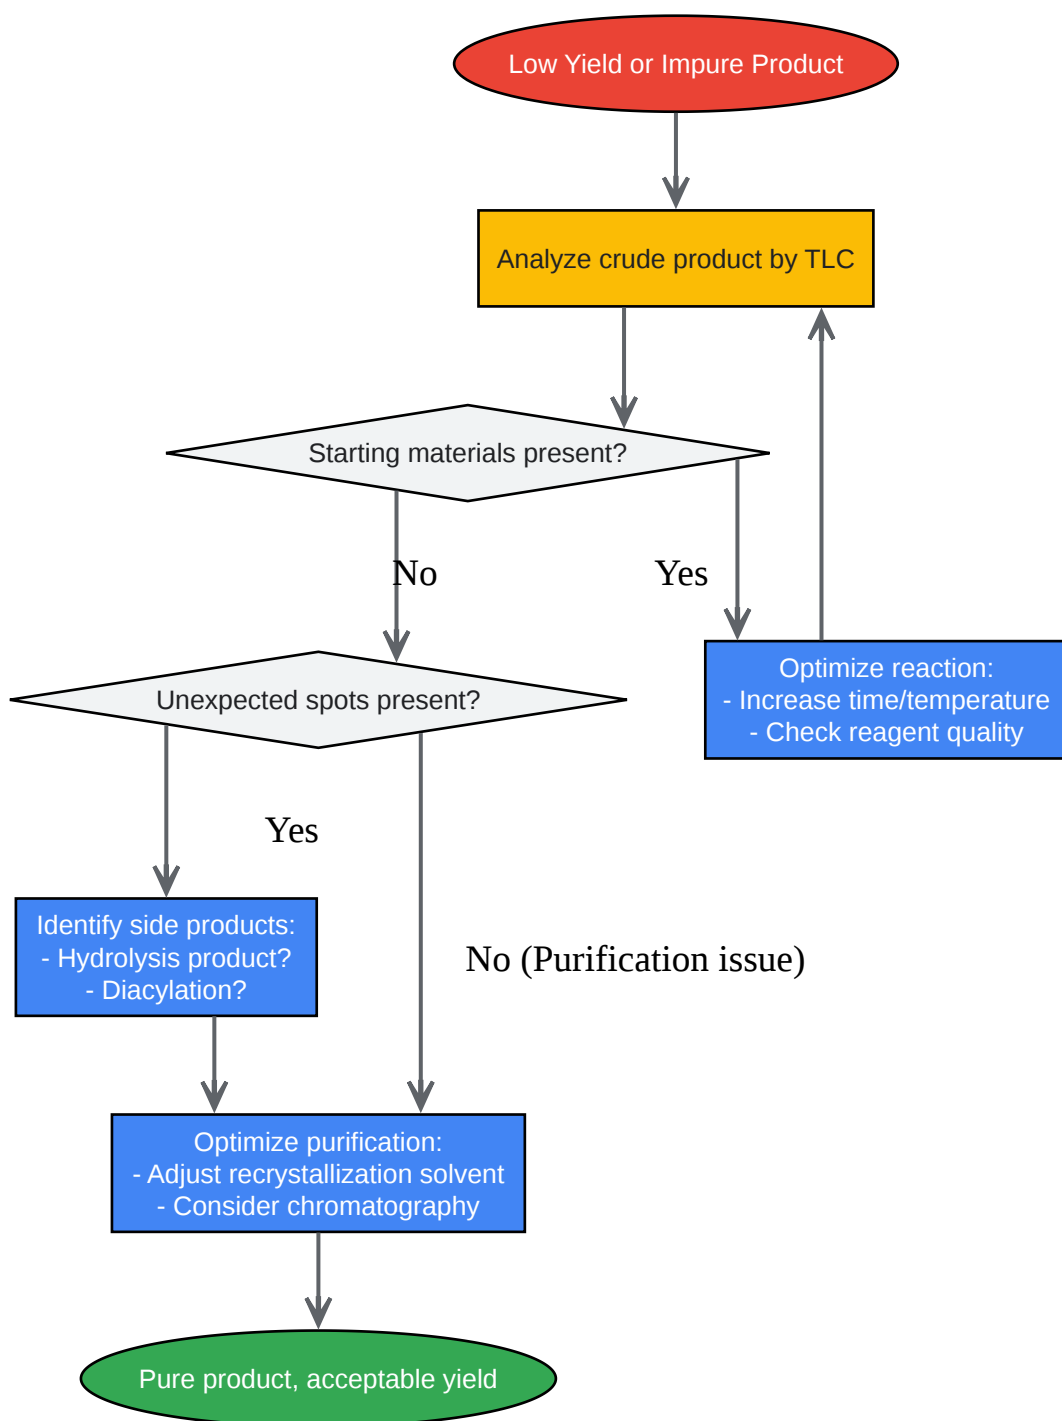 Low Yield or Impure Product
Analyze crude product by TLC
Starting materials present?
No
Yes
Optimize reaction:
- Increase time/temperature
- Check reagent quality
Unexpected spots present?
Yes
Identify side products:
- Hydrolysis product?
- Diacylation?
No (Purification issue)
Optimize purification:
- Adjust recrystallization solvent
- Consider chromatography
Pure product, acceptable yield